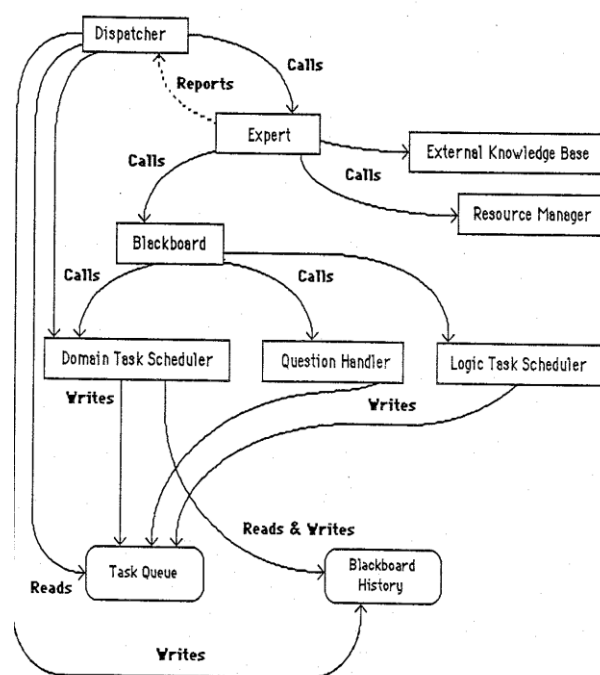 Dispatcher
Calls
Reports
Expert
External Knowledge Base
Calls
Calls
Resource Manager
Blackboard
Calls
Calls
Domain Task Scheduler
Question Handler
Logic Task Scheduler
Writes
Writes
Reads & Writes
Task Queue
Blackboard
History
Reads
Writes